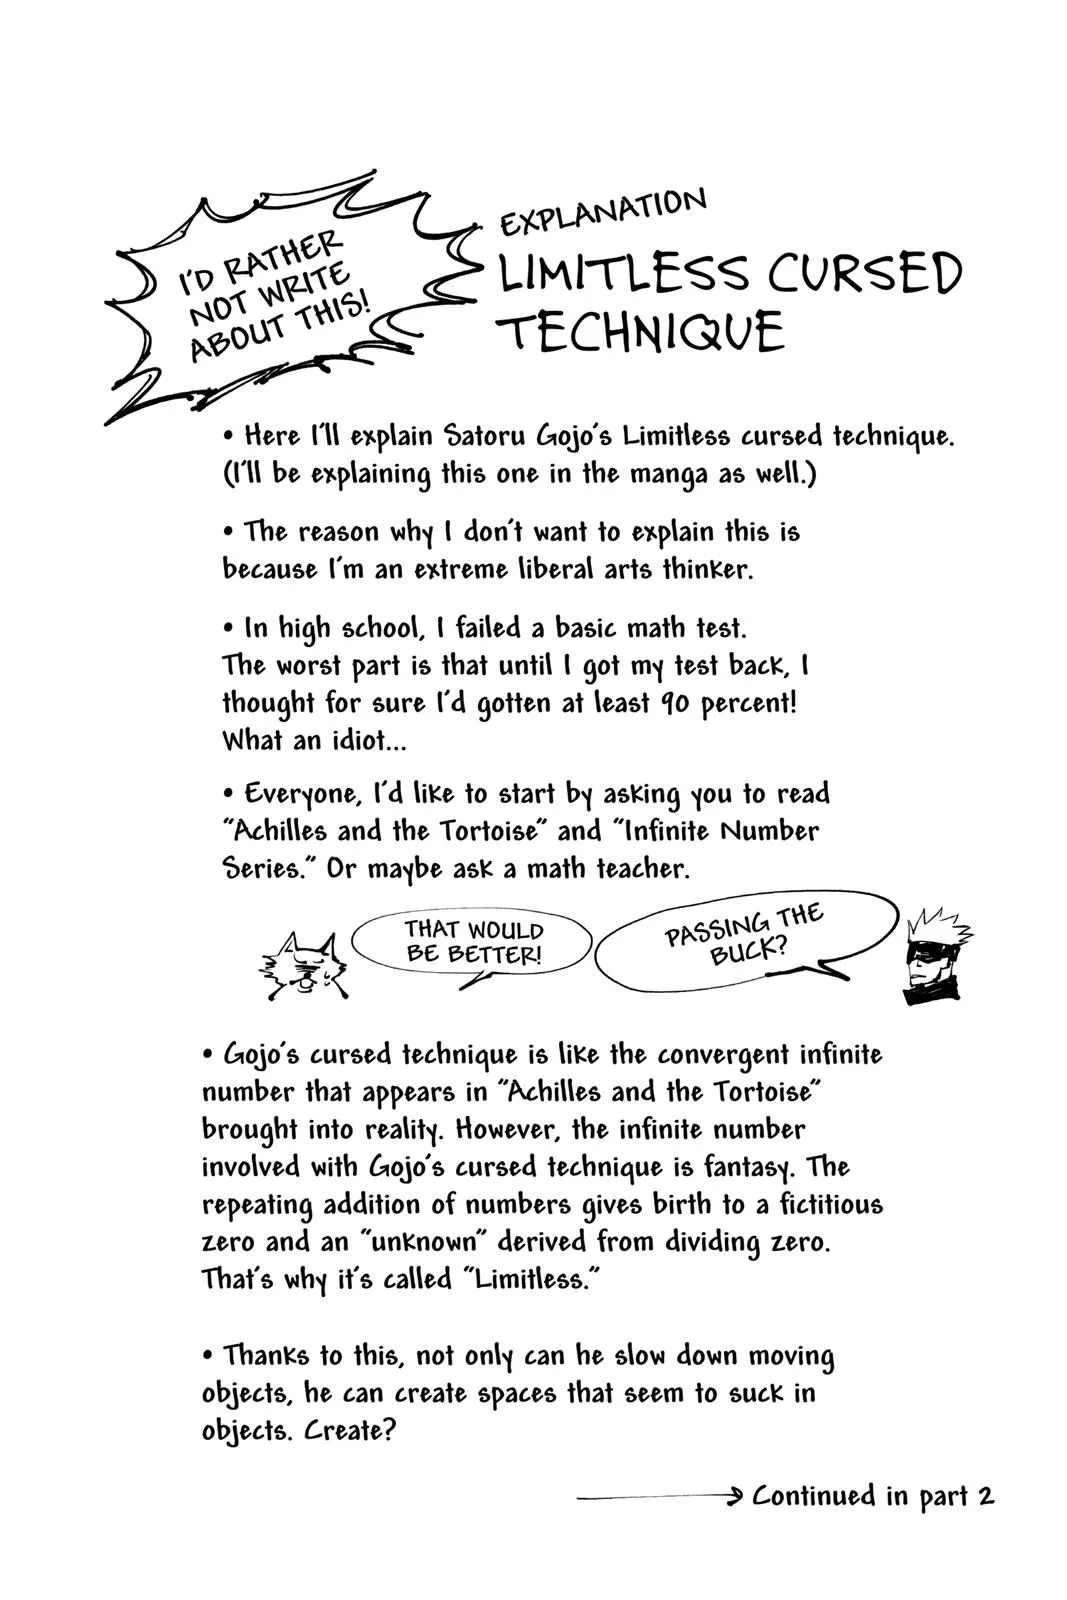 I'D RATHER
NOT WRITE
ABOUT THIS!
EXPLANATION
LIMITLESS CURSED
TECHNIQUE
• Here I'll explain Satoru Gojo's Limitless cursed technique.
(I'll be explaining this one in the manga as well.)
• The reason why I don't want to explain this is
because I'm an extreme liberal arts thinker.
• In high school, I failed a basic math test.
The worst part is that until I got my test back, I
thought for sure I'd gotten at least 90 percent!
What an idiot...
• Everyone, I'd like to start by asking you to read
"Achilles and the Tortoise" and "Infinite Number
Series." Or maybe ask a math teacher.
THAT WOULD
BE BETTER!
PASSING THE
BUCK?
• Gojo's cursed technique is like the convergent infinite
number that appears in "Achilles and the Tortoise"
brought into reality. However, the infinite number
involved with Gojo's cursed technique is fantasy. The
repeating addition of numbers gives birth to a fictitious
zero and an "unknown" derived from dividing zero.
That's why it's called "Limitless."
• Thanks to this, not only can he slow down moving
objects, he can create spaces that seem to suck in
objects. Create?
Continued in part 2